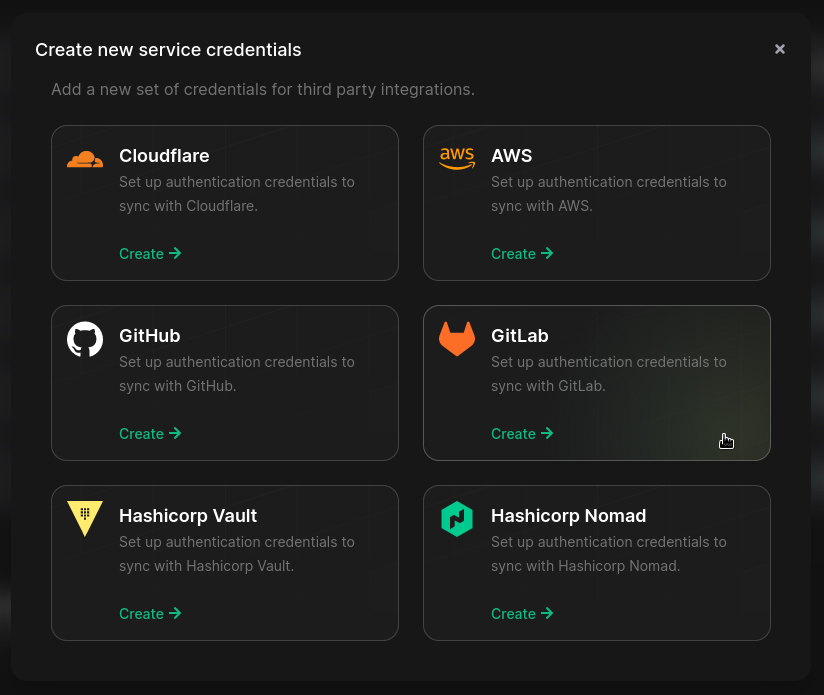 Create new service credentials
Add a new set of credentials for third party integrations.
Cloudflare
Set up authentication credentials to
sync with Cloudflare.
Create
aws
AWS
Set up authentication credentials to
sync with AWS.
Create
GitHub
Set up authentication credentials to
sync with GitHub.
Create
GitLab
Set up authentication credentials to
sync with GitLab.
Create
Hashicorp Vault
Set up authentication credentials to
sync with Hashicorp Vault.
Create
Hashicorp Nomad
Set up authentication credentials to
sync with Hashicorp Nomad.
Create